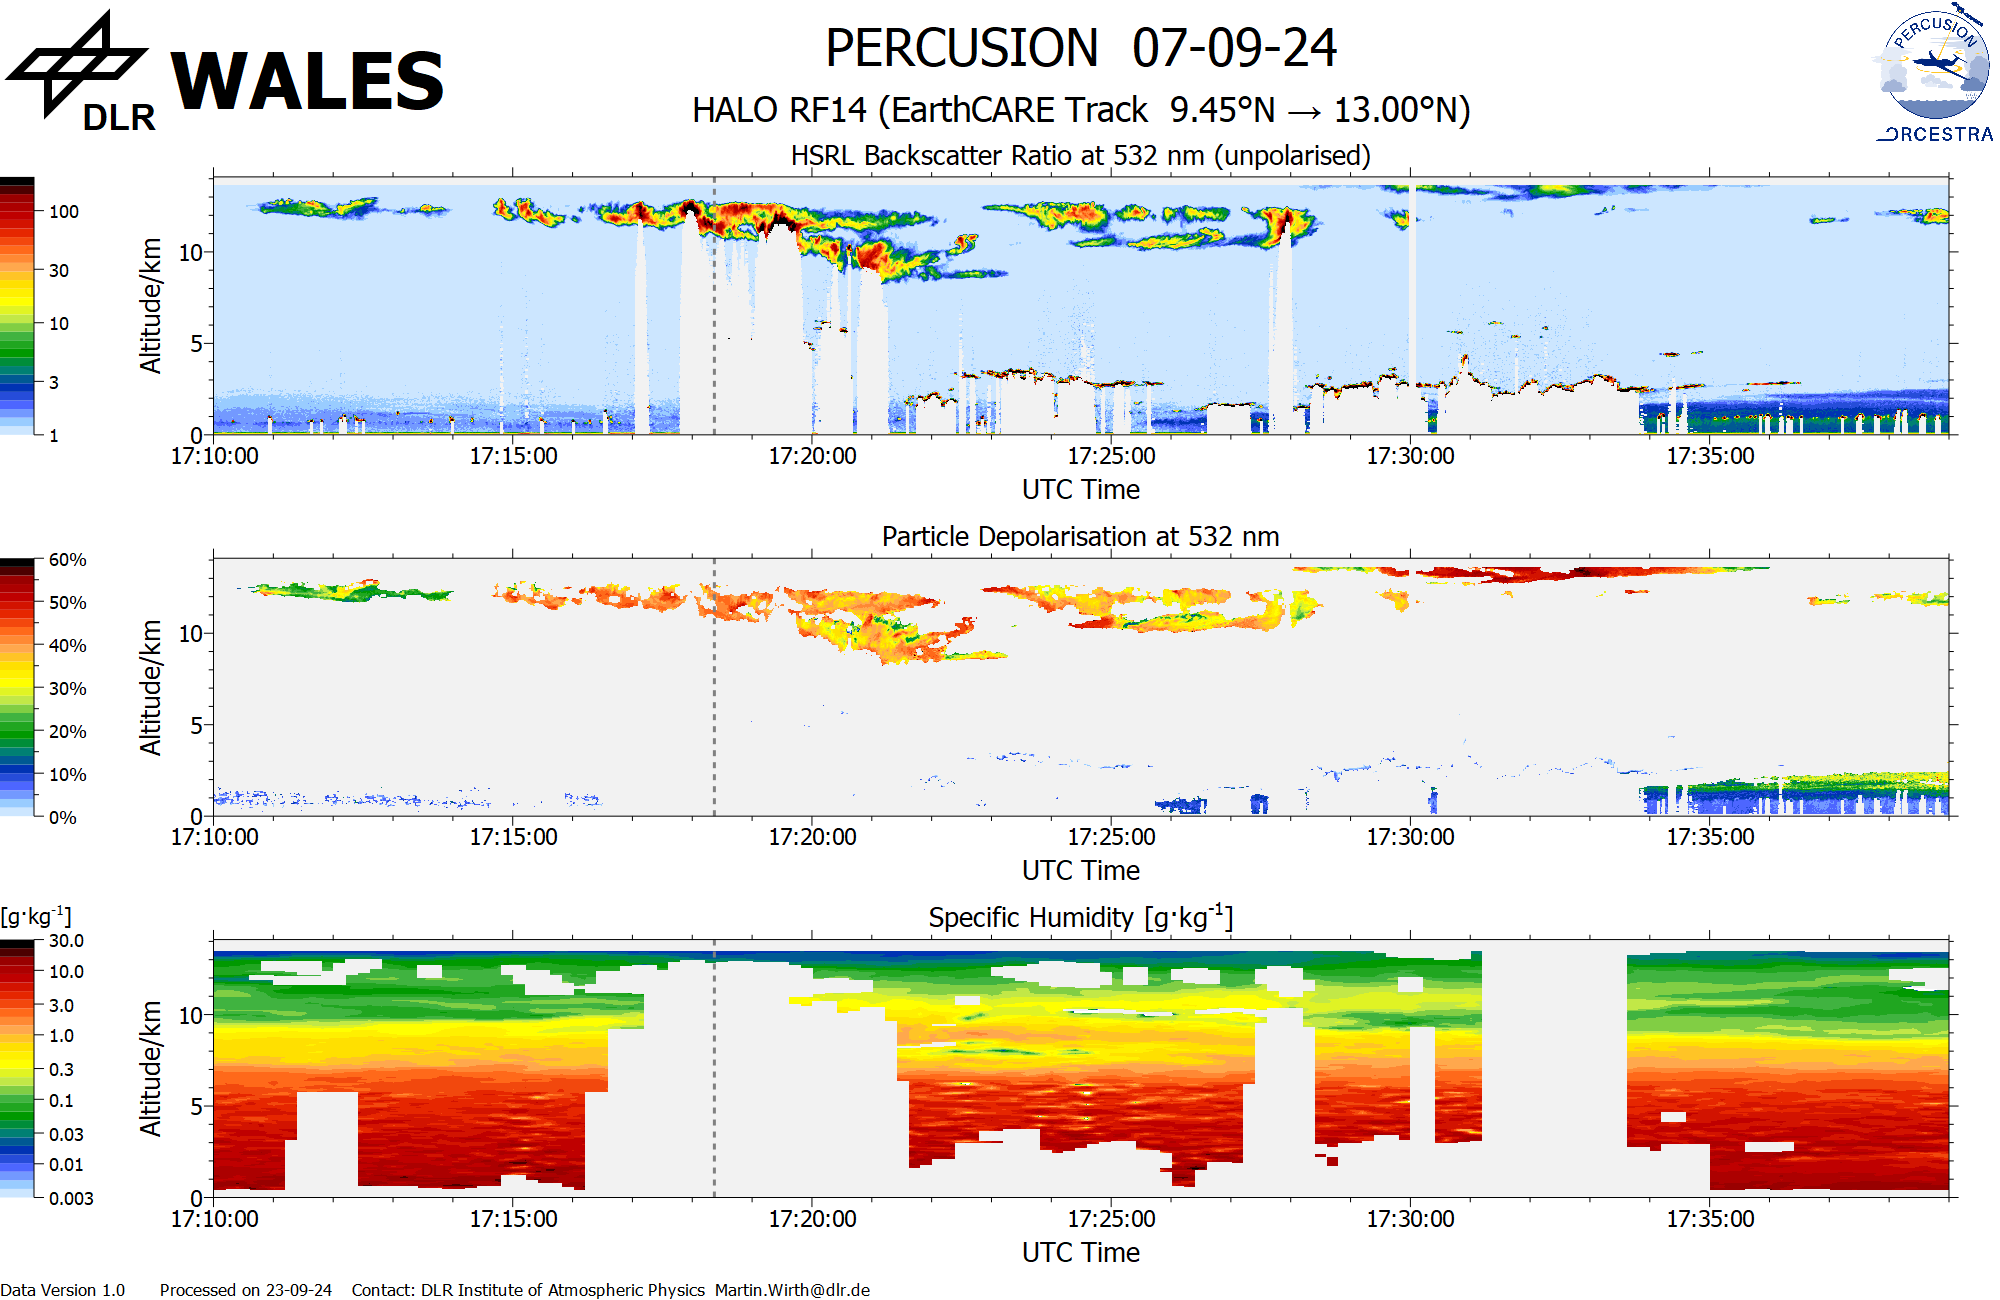 DLR
WALES
PERCUSION 07-09-24
HALO RF14 (EarthCARE Track 9.45°N → 13.00°N)
PERCUSION
ORCESTRA
HSRL Backscatter Ratio at 532 nm (unpolarised)
100
30
10
3
1
Altitude/km
10
5
0
17:10:00 17:15:00 17:20:00 17:25:00 17:30:00 17:35:00
UTC Time
Particle Depolarisation at 532 nm
60%
50%
40%
30%
20%
10%
0%
Altitude/km
10
5
0
17:10:00 17:15:00 17:20:00 17:25:00 17:30:00 17:35:00
UTC Time
Specific Humidity [g·kg⁻¹]
[g·kg⁻¹]
30.0
10.0
3.0
1.0
0.3
0.1
0.03
0.01
0.003
Altitude/km
10
5
0
17:10:00 17:15:00 17:20:00 17:25:00 17:30:00 17:35:00
UTC Time
Data Version 1.0 Processed on 23-09-24 Contact: DLR Institute of Atmospheric Physics Martin.Wirth@dlr.de